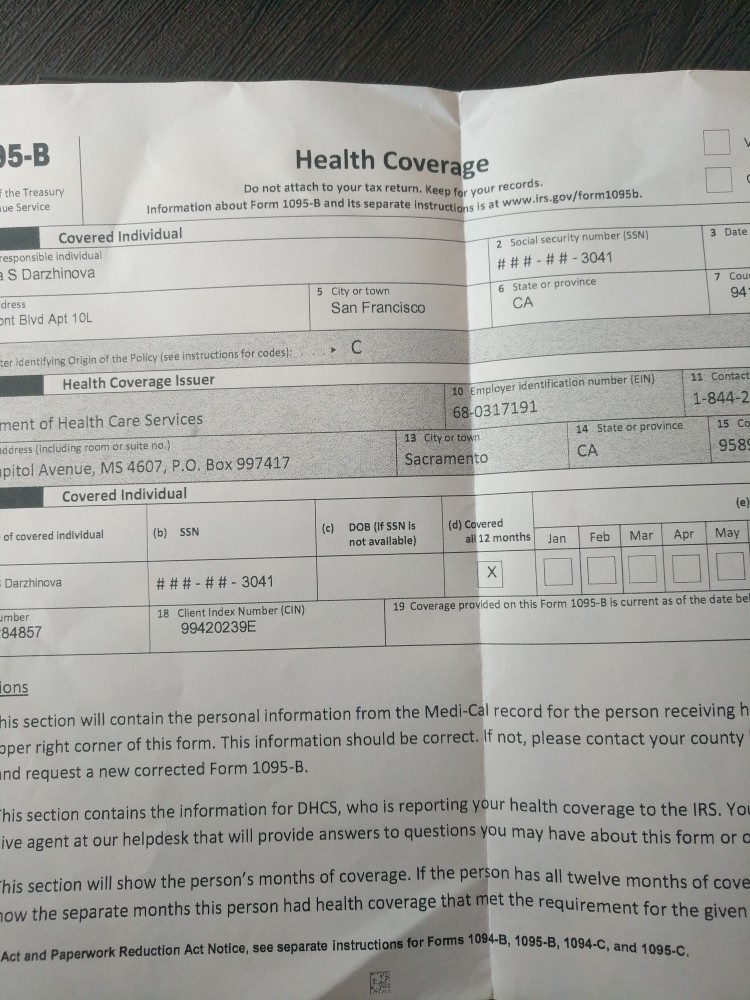 95-B
Health Coverage
Do not attach to your tax return. Keep for your records.
Information about Form 1095-B and its separate instructions is at www.irs.gov/form1095b.
f the Treasury
ue Service
V
C
Covered Individual
responsible individual
a S Darzhinova
2 Social security number (SSN)
###-##-3041
3 Date
dress
ont Blvd Apt 10L
5 City or town
San Francisco
6 State or province
CA
7 Cou
94
ter identifying Origin of the Policy (see instructions for codes): . . . . ▸ C
Health Coverage Issuer
ment of Health Care Services
10 Employer identification number (EIN)
68-0317191
11 Contact
1-844-2
address (including room or suite no.)
apitol Avenue, MS 4607, P.O. Box 997417
13 City or town
Sacramento
14 State or province
CA
15 Co
9589
Covered Individual
of covered individual
(b) SSN
(c) DOB (If SSN is not available)
(d) Covered all 12 months
(e)
Jan Feb Mar Apr May
S Darzhinova
###-##-3041
X
umber
84857
18 Client Index Number (CIN)
99420239E
19 Coverage provided on this Form 1095-B is current as of the date bel
ions
his section will contain the personal information from the Medi-Cal record for the person receiving h
pper right corner of this form. This information should be correct. If not, please contact your county
nd request a new corrected Form 1095-B.
This section contains the information for DHCS, who is reporting your health coverage to the IRS. You
ive agent at our helpdesk that will provide answers to questions you may have about this form or o
This section will show the person's months of coverage. If the person has all twelve months of cove
how the separate months this person had health coverage that met the requirement for the given
Act and Paperwork Reduction Act Notice, see separate instructions for Forms 1094-B, 1095-B, 1094-C, and 1095-C.